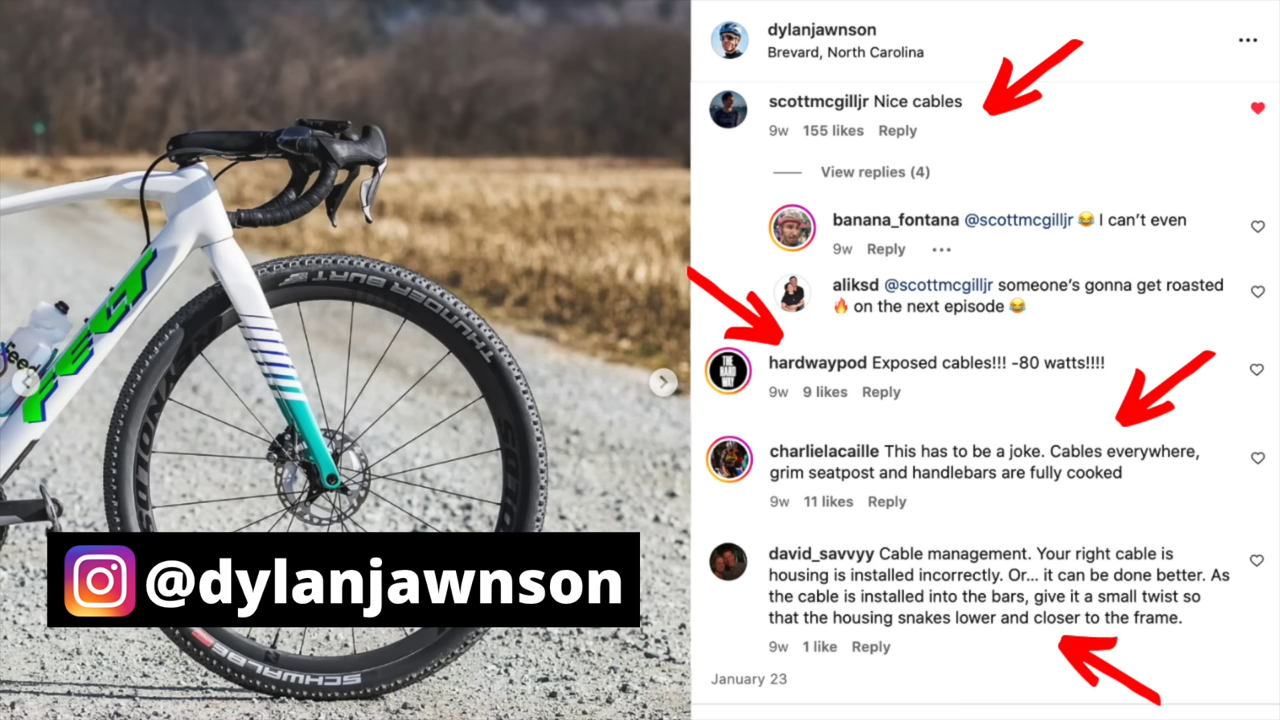 THUNDER BURT
FELT
SCHWALBE
@dylanjawnson
dylanjawnson
Brevard, North Carolina
scottmcgilljr Nice cables
9w 155 likes Reply
View replies (4)
banana_fontana @scottmcgilljr 😂 I can’t even
9w Reply
aliksd @scottmcgilljr someone’s gonna get roasted
🔥 on the next episode 😂
THE
HARD
WAY
hardwaypod Exposed cables!!! -80 watts!!!!
9w 9 likes Reply
charlielacaille This has to be a joke. Cables everywhere,
grim seatpost and handlebars are fully cooked
9w 11 likes Reply
david_savvyy Cable management. Your right cable is
housing is installed incorrectly. Or... it can be done better. As
the cable is installed into the bars, give it a small twist so
that the housing snakes lower and closer to the frame.
9w 1 like Reply
January 23